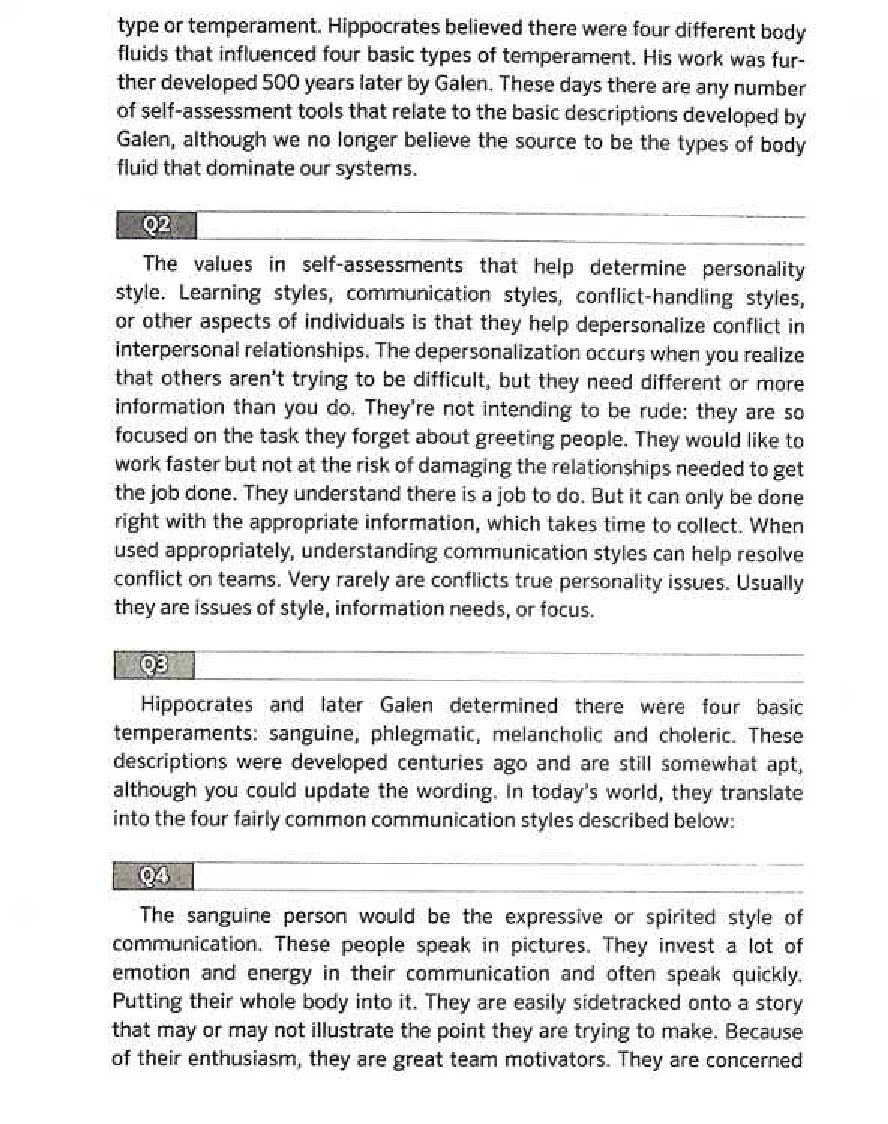 type or temperament. Hippocrates believed there were four different body
fluids that influenced four basic types of temperament. His work was fur-
ther developed 500 years later by Galen. These days there are any number
of self-assessment tools that relate to the basic descriptions developed by
Galen, although we no longer believe the source to be the types of body
fluid that dominate our systems.
Q2
The values in self-assessments that help determine personality
style. Learning styles, communication styles, conflict-handling styles,
or other aspects of individuals is that they help depersonalize conflict in
interpersonal relationships. The depersonalization occurs when you realize
that others aren't trying to be difficult, but they need different or more
information than you do. They're not intending to be rude: they are so
focused on the task they forget about greeting people. They would like to
work faster but not at the risk of damaging the relationships needed to get
the job done. They understand there is a job to do. But it can only be done
right with the appropriate information, which takes time to collect. When
used appropriately, understanding communication styles can help resolve
conflict on teams. Very rarely are conflicts true personality issues. Usually
they are issues of style, information needs, or focus.
Q3
Hippocrates and later Galen determined there were four basic
temperaments: sanguine, phlegmatic, melancholic and choleric. These
descriptions were developed centuries ago and are still somewhat apt,
although you could update the wording. In today's world, they translate
into the four fairly common communication styles described below:
Q4
The sanguine person would be the expressive or spirited style of
communication. These people speak in pictures. They invest a lot of
emotion and energy in their communication and often speak quickly.
Putting their whole body into it. They are easily sidetracked onto a story
that may or may not illustrate the point they are trying to make. Because
of their enthusiasm, they are great team motivators. They are concerned